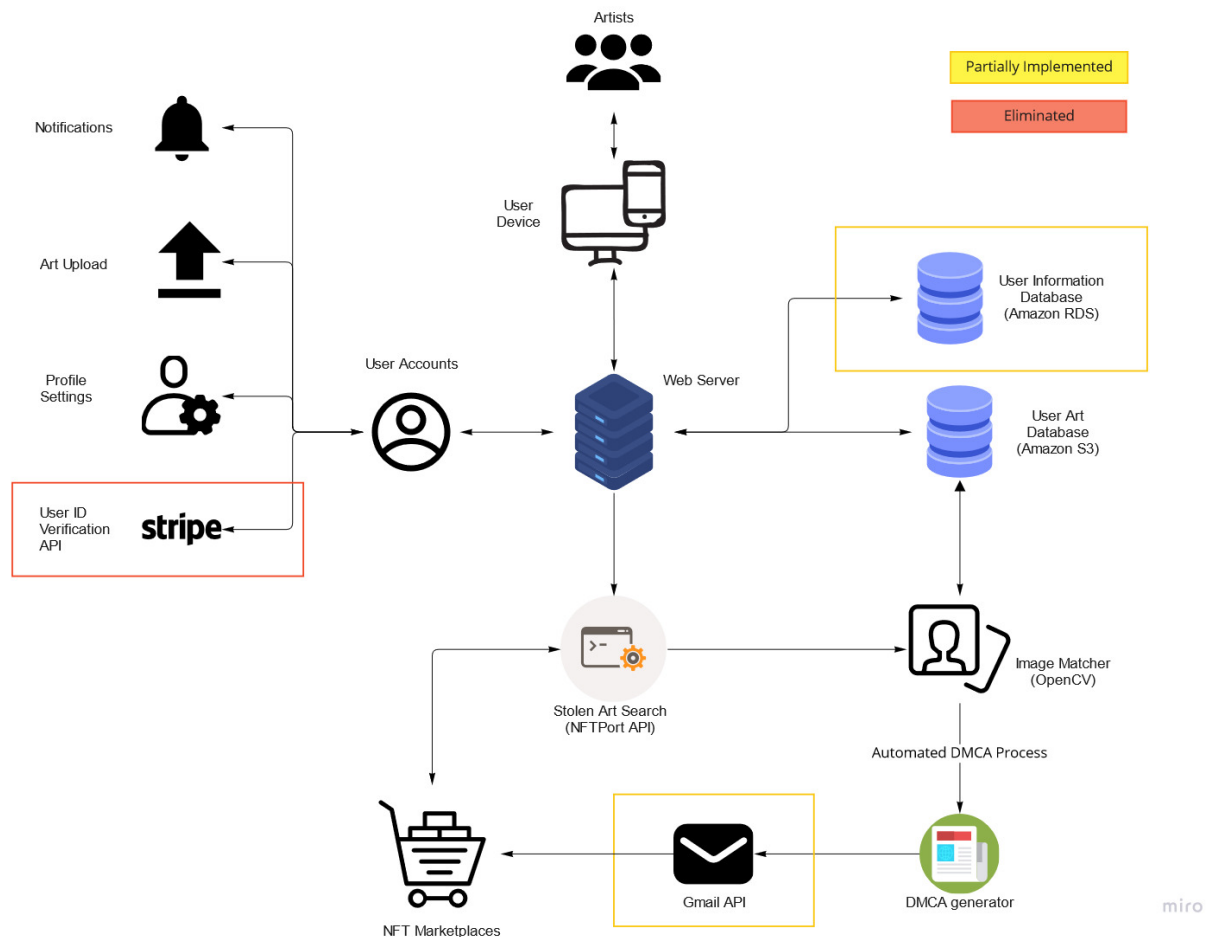 Artists
Partially Implemented
Eliminated
Notifications
User
Device
Art Upload
User Information
Database
(Amazon RDS)
Profile
Settings
User Accounts
Web Server
User Art
Database
(Amazon S3)
User ID
Verification
API
stripe
Stolen Art Search
(NFTPort API)
Image Matcher
(OpenCV)
Automated DMCA Process
Gmail API
DMCA generator
NFT Marketplaces
miro